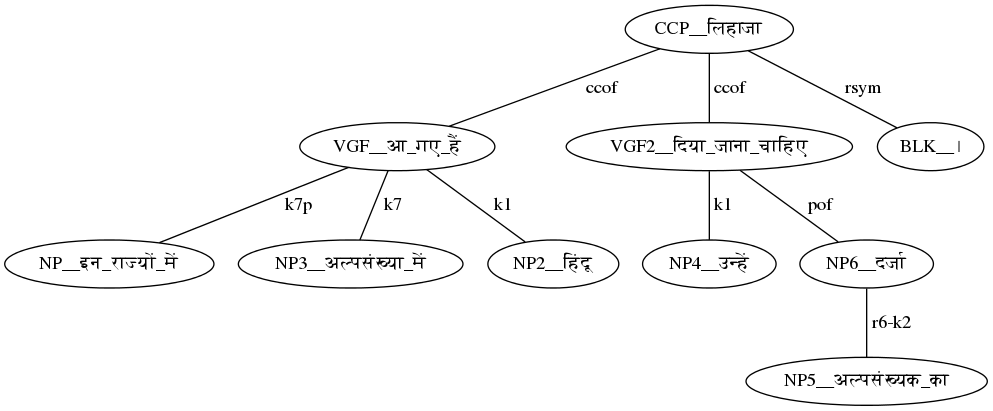 CCP__लिहाजा
ccof ccof rsym
VGF__आ_गए_हैं VGF2__दिया_जाना_चाहिए BLK__।
k7p k7 k1 k1 pof
NP__इन_राज्यों_में NP3__अल्पसंख्या_में NP2__हिंदू NP4__उन्हें NP6__दर्जा
r6-k2
NP5__अल्पसंख्यक_का